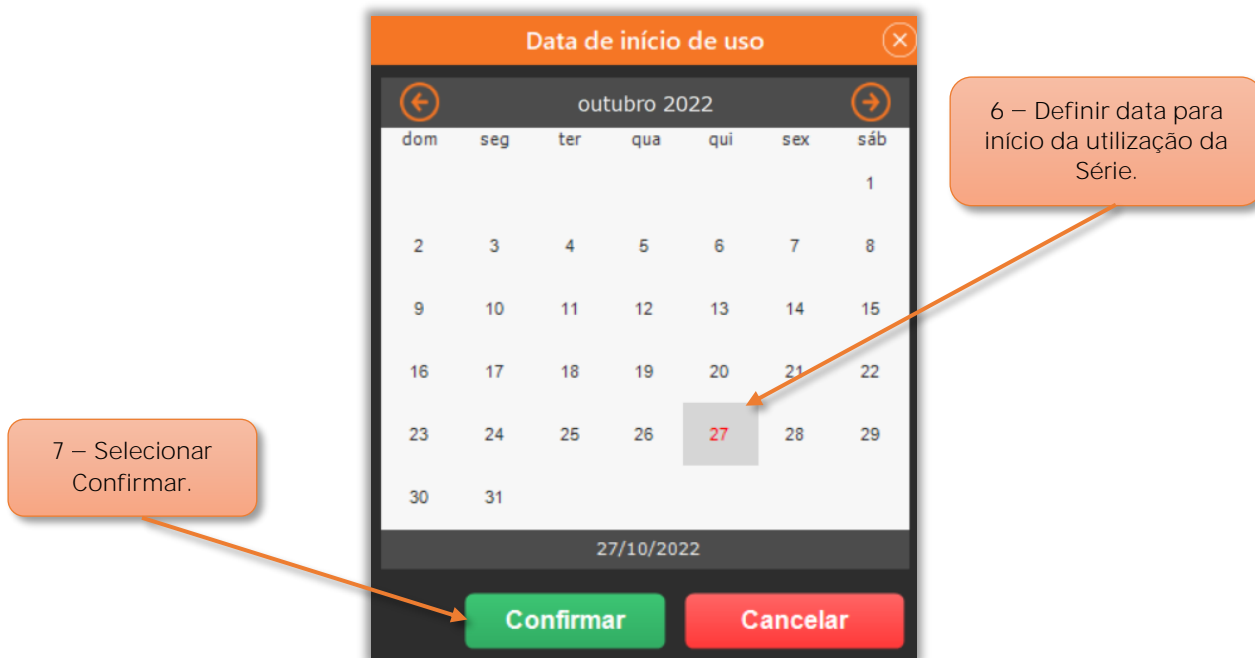 Data de início de uso
outubro 2022
dom seg ter qua qui sex sáb
1
2 3 4 5 6 7 8
9 10 11 12 13 14 15
16 17 18 19 20 21 22
23 24 25 26 27 28 29
30 31
27/10/2022
Confirmar Cancelar
6 – Definir data para
início da utilização da
Série.
7 – Selecionar
Confirmar.